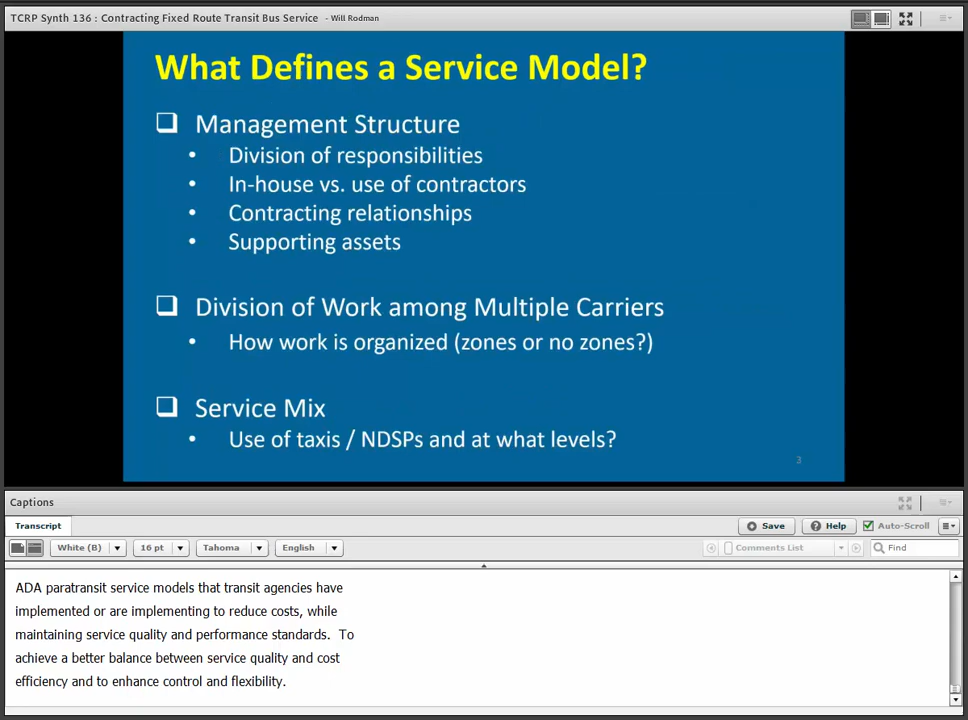 TCRP Synth 136 : Contracting Fixed Route Transit Bus Service - Will Rodman
What Defines a Service Model?
Management Structure
• Division of responsibilities
• In-house vs. use of contractors
• Contracting relationships
• Supporting assets
Division of Work among Multiple Carriers
• How work is organized (zones or no zones?)
Service Mix
• Use of taxis / NDSPs and at what levels?
3
Captions
Transcript
Save Help Auto-Scroll
White (B) 16 pt Tahoma English Comments List Find
ADA paratransit service models that transit agencies have
implemented or are implementing to reduce costs, while
maintaining service quality and performance standards. To
achieve a better balance between service quality and cost
efficiency and to enhance control and flexibility.